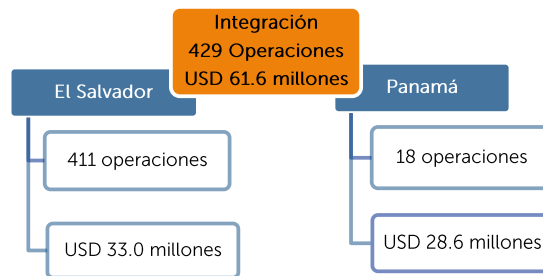 Integración
429 Operaciones
USD 61.6 millones
El Salvador
Panamá
411 operaciones
18 operaciones
USD 33.0 millones
USD 28.6 millones